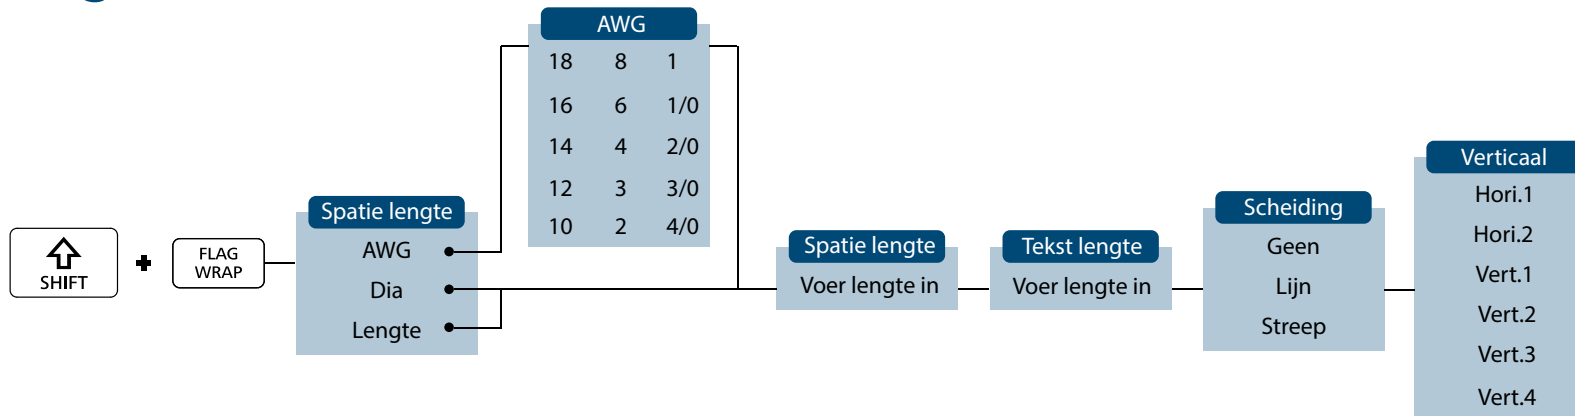 SHIFT
FLAG
WRAP
Spatie lengte
AWG
Dia
Lengte
AWG
18 8 1
16 6 1/0
14 4 2/0
12 3 3/0
10 2 4/0
Spatie lengte
Voer lengte in
Tekst lengte
Voer lengte in
Scheiding
Geen
Lijn
Streep
Verticaal
Hori.1
Hori.2
Vert.1
Vert.2
Vert.3
Vert.4